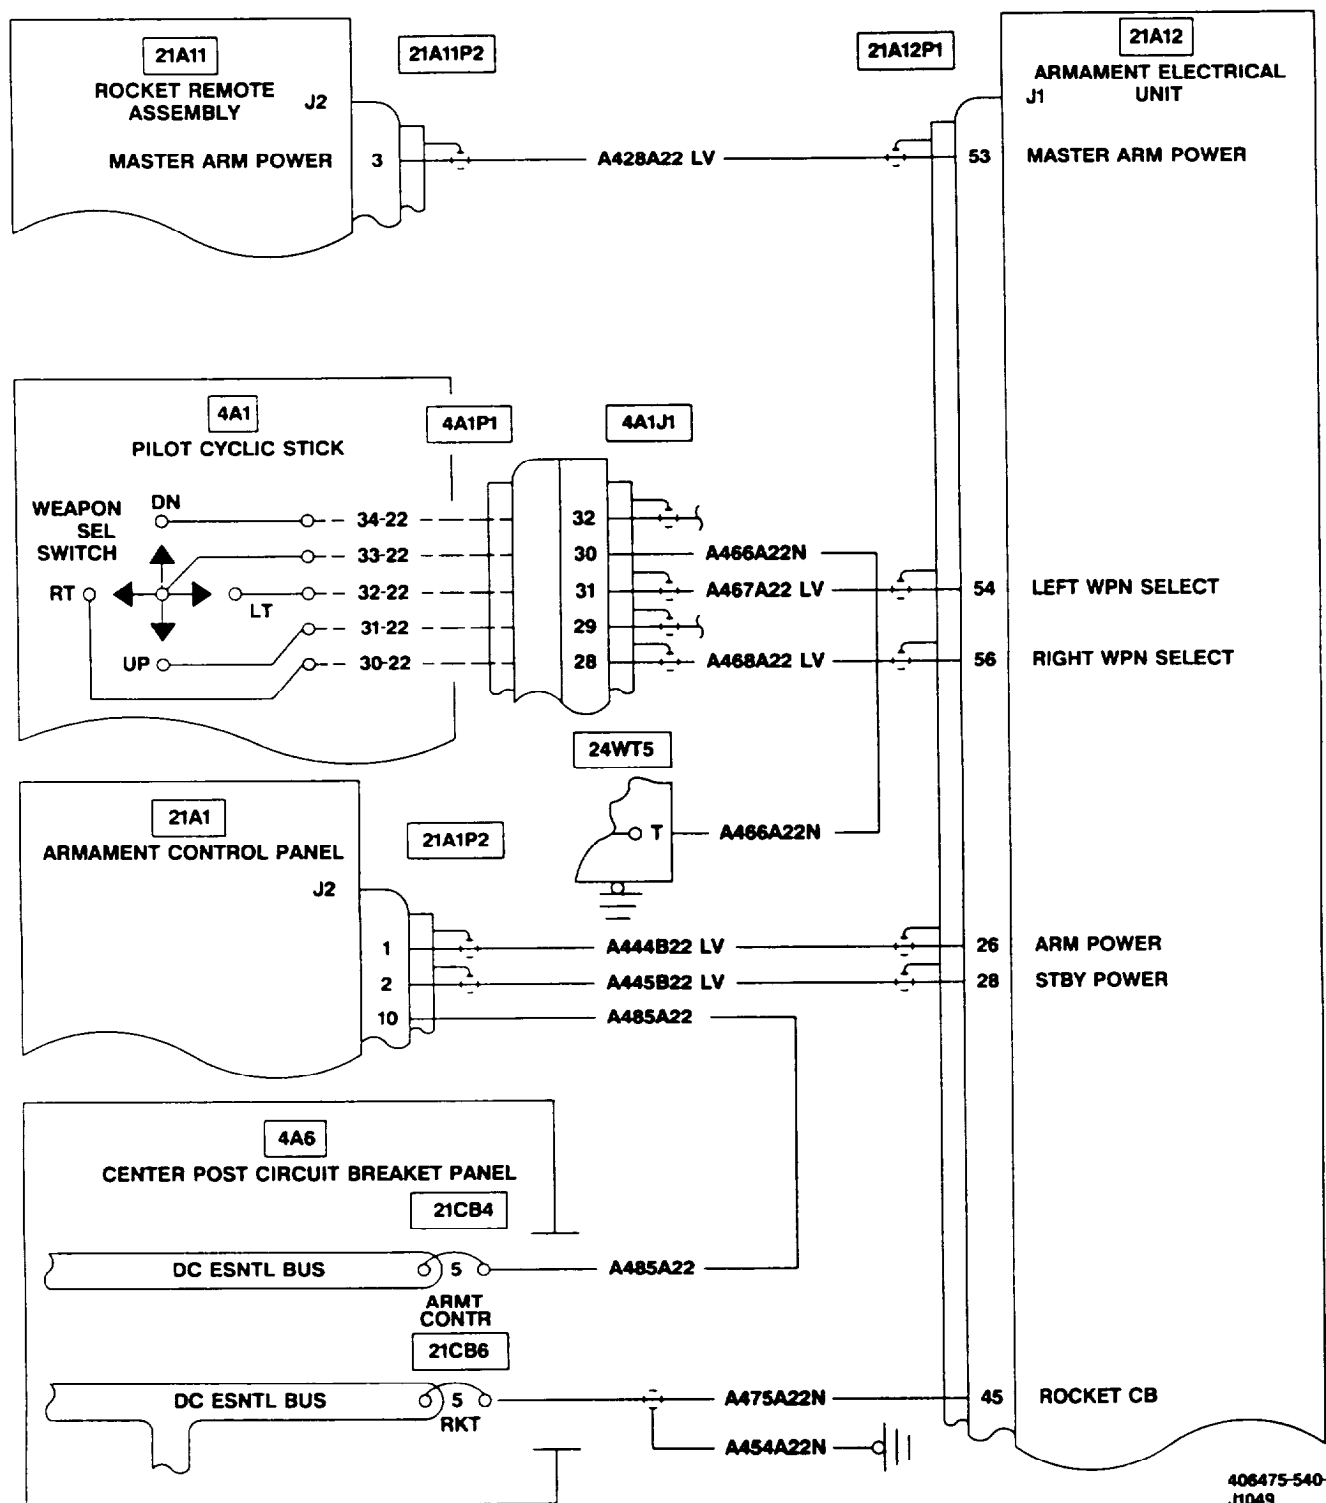 21A11
21A11P2
21A12P1
21A12
ROCKET REMOTE
ASSEMBLY
J2
ARMAMENT ELECTRICAL
UNIT
J1
MASTER ARM POWER
3
A428A22 LV
53
MASTER ARM POWER
4A1
4A1P1
4A1J1
PILOT CYCLIC STICK
WEAPON
SEL
SWITCH
DN
34-22
32
33-22
30
A466A22N
RT
LT
32-22
31
A467A22 LV
54
LEFT WPN SELECT
31-22
29
UP
30-22
28
A468A22 LV
56
RIGHT WPN SELECT
24WT5
T
A466A22N
21A1
21A1P2
ARMAMENT CONTROL PANEL
J2
1
A444B22 LV
26
ARM POWER
2
A445B22 LV
28
STBY POWER
10
A485A22
4A6
CENTER POST CIRCUIT BREAKET PANEL
21CB4
DC ESNTL BUS
5
A485A22
ARMT
CONTR
21CB6
DC ESNTL BUS
5
RKT
A475A22N
45
ROCKET CB
A454A22N
406475-540-
J1049